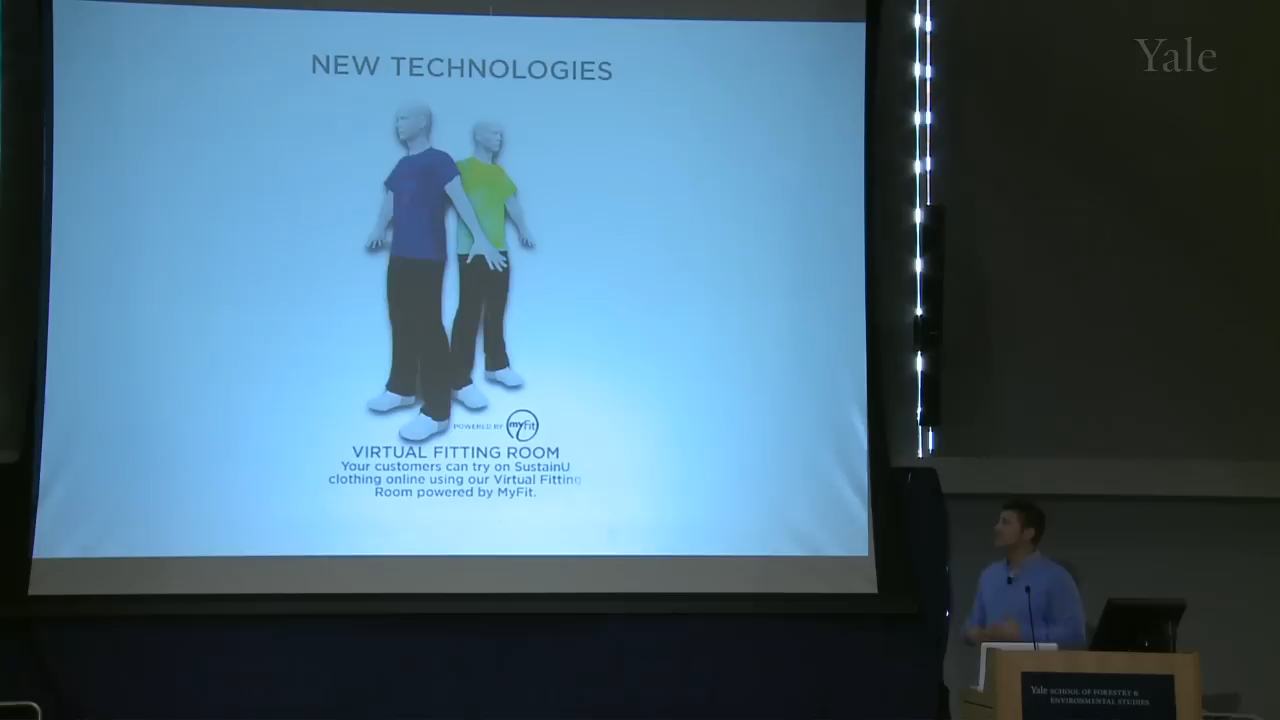 Yale
NEW TECHNOLOGIES
POWERED BY myFit
VIRTUAL FITTING ROOM
Your customers can try on SustainU
clothing online using our Virtual Fitting
Room powered by MyFit.
Yale SCHOOL OF FORESTRY &
ENVIRONMENTAL STUDIES